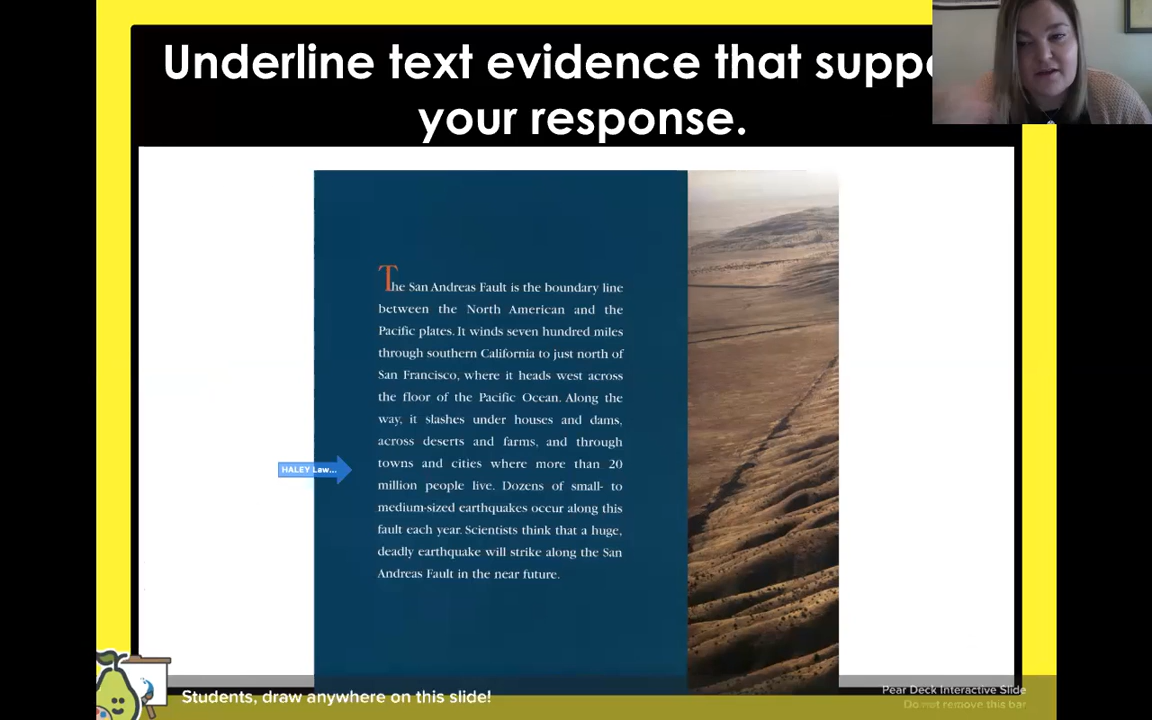 Underline text evidence that
your response.
The San Andreas Fault is the boundary line
between the North American and the
Pacific plates. It winds seven hundred miles
through southern California to just north of
San Francisco, where it heads west across
the floor of the Pacific Ocean. Along the
way, it slashes under houses and dams,
across deserts and farms, and through
HALEY Law...
towns and cities where more than 20
million people live. Dozens of small- to
medium-sized earthquakes occur along this
fault each year. Scientists think that a huge,
deadly earthquake will strike along the San
Andreas Fault in the near future.
Students, draw anywhere on this slide!
Pear Deck Interactive Slide
Do not remove this bar